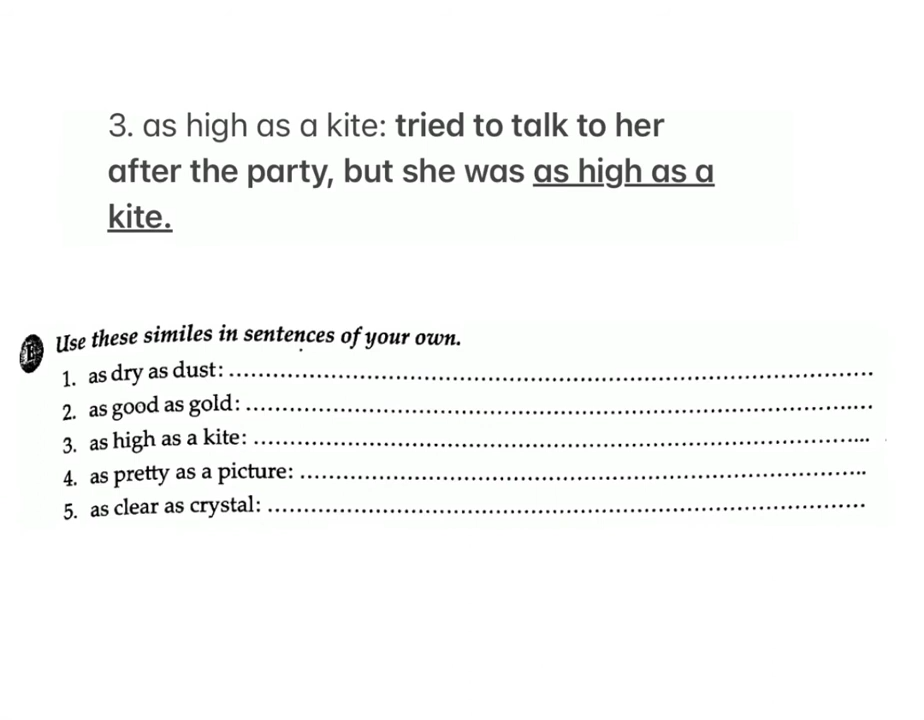 3. as high as a kite: tried to talk to her
after the party, but she was as high as a
kite.
E Use these similes in sentences of your own.
1. as dry as dust: ........................................................................
2. as good as gold: ........................................................................
3. as high as a kite: ........................................................................
4. as pretty as a picture: ........................................................................
5. as clear as crystal: ........................................................................